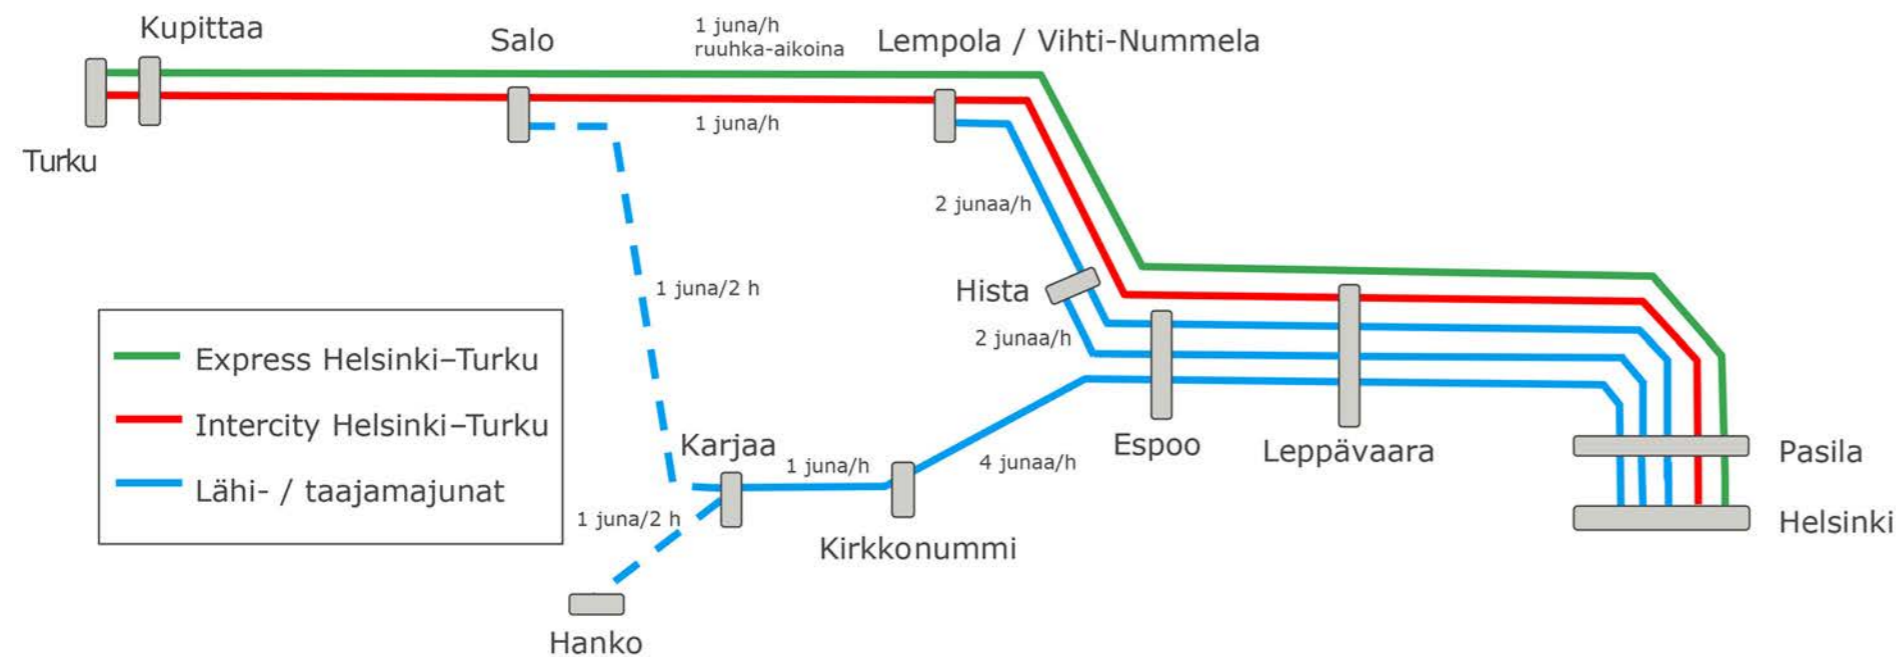 Kupittaa
Salo
1 juna/h
ruuhka-aikoina
Lempola / Vihti-Nummela
Turku
1 juna/h
2 junaa/h
1 juna/2 h
Hista
2 junaa/h
Express Helsinki–Turku
Intercity Helsinki–Turku
Lähi- / taajamajunat
Karjaa
1 juna/h
4 junaa/h
Espoo
Leppävaara
Pasila
1 juna/2 h
Kirkkonummi
Helsinki
Hanko